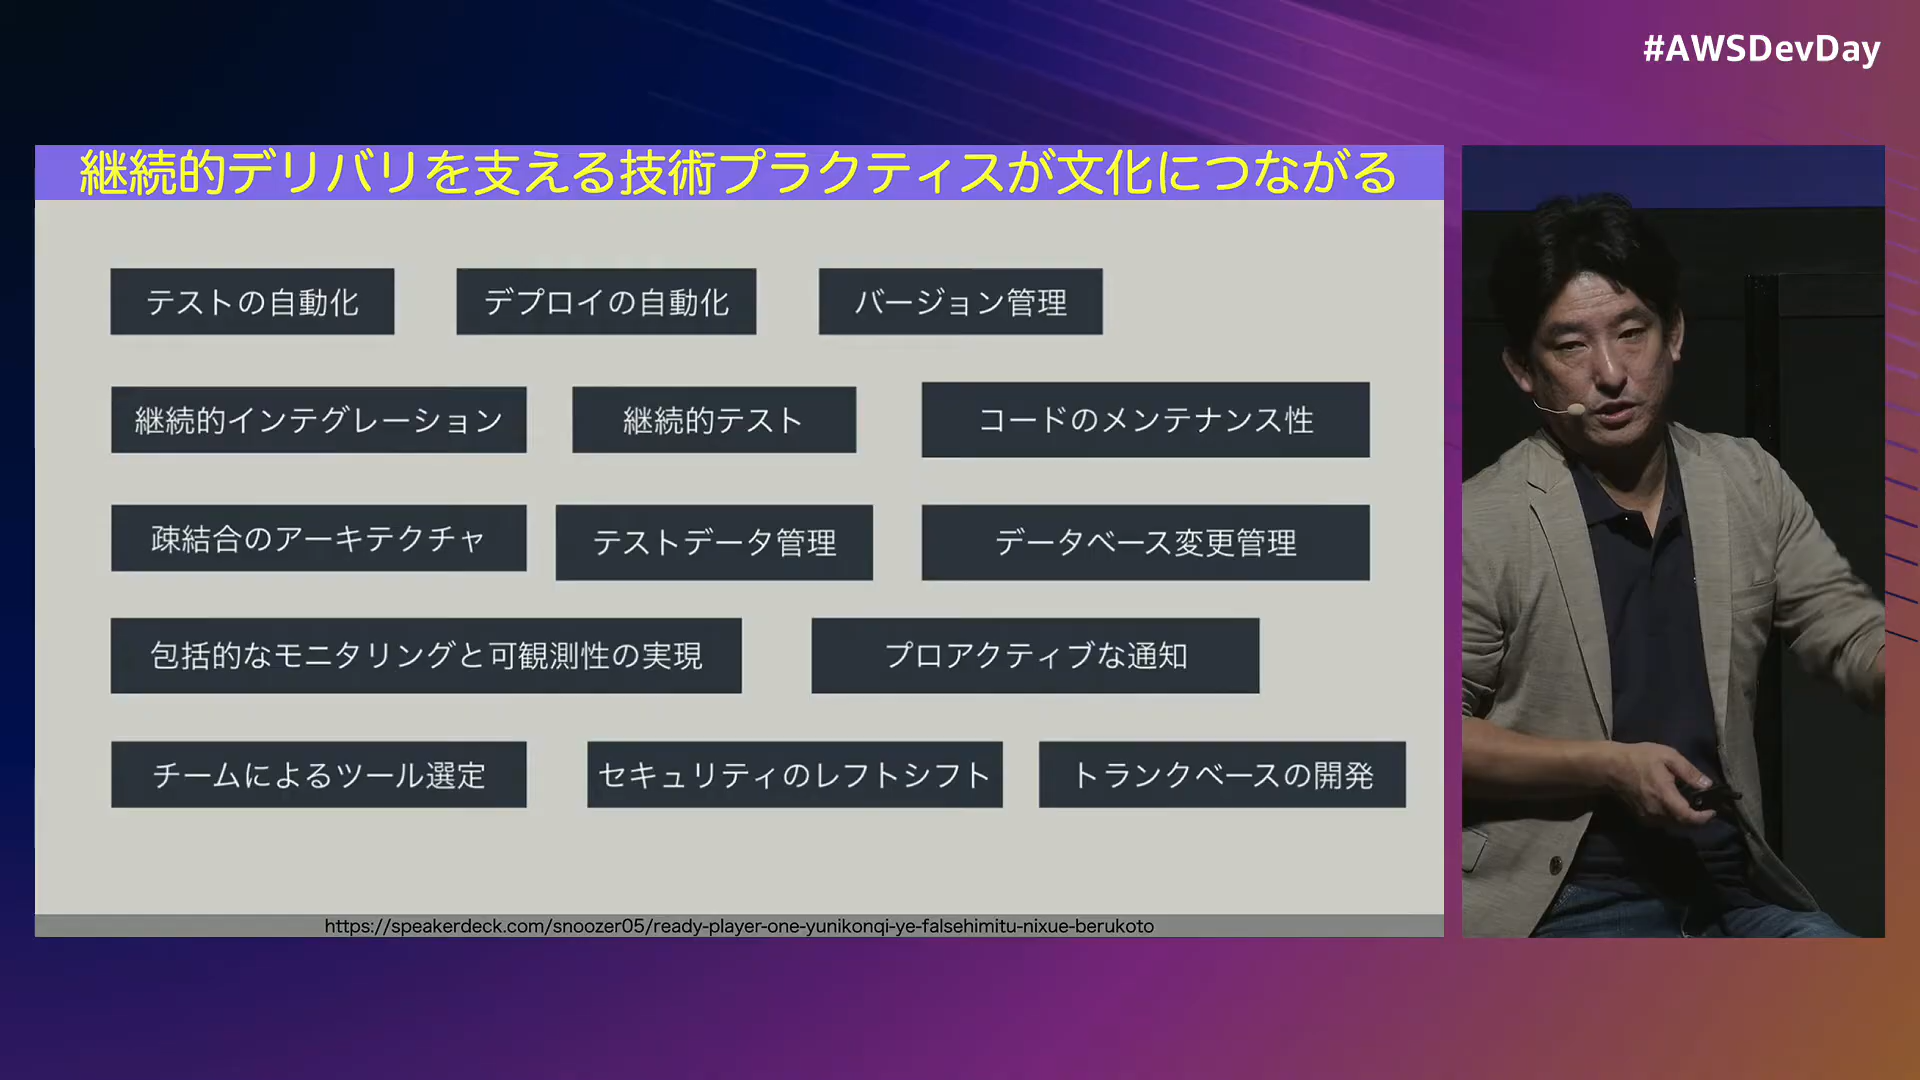 #AWSDevDay
継続的デリバリを支える技術プラクティスが文化につながる
テストの自動化
デプロイの自動化
バージョン管理
継続的インテグレーション
継続的テスト
コードのメンテナンス性
疎結合のアーキテクチャ
テストデータ管理
データベース変更管理
包括的なモニタリングと可観測性の実現
プロアクティブな通知
チームによるツール選定
セキュリティのレフトシフト
トランクベースの開発
https://speakerdeck.com/snoozer05/ready-player-one-yunikonqi-ye-falsehimitu-nixue-berukoto